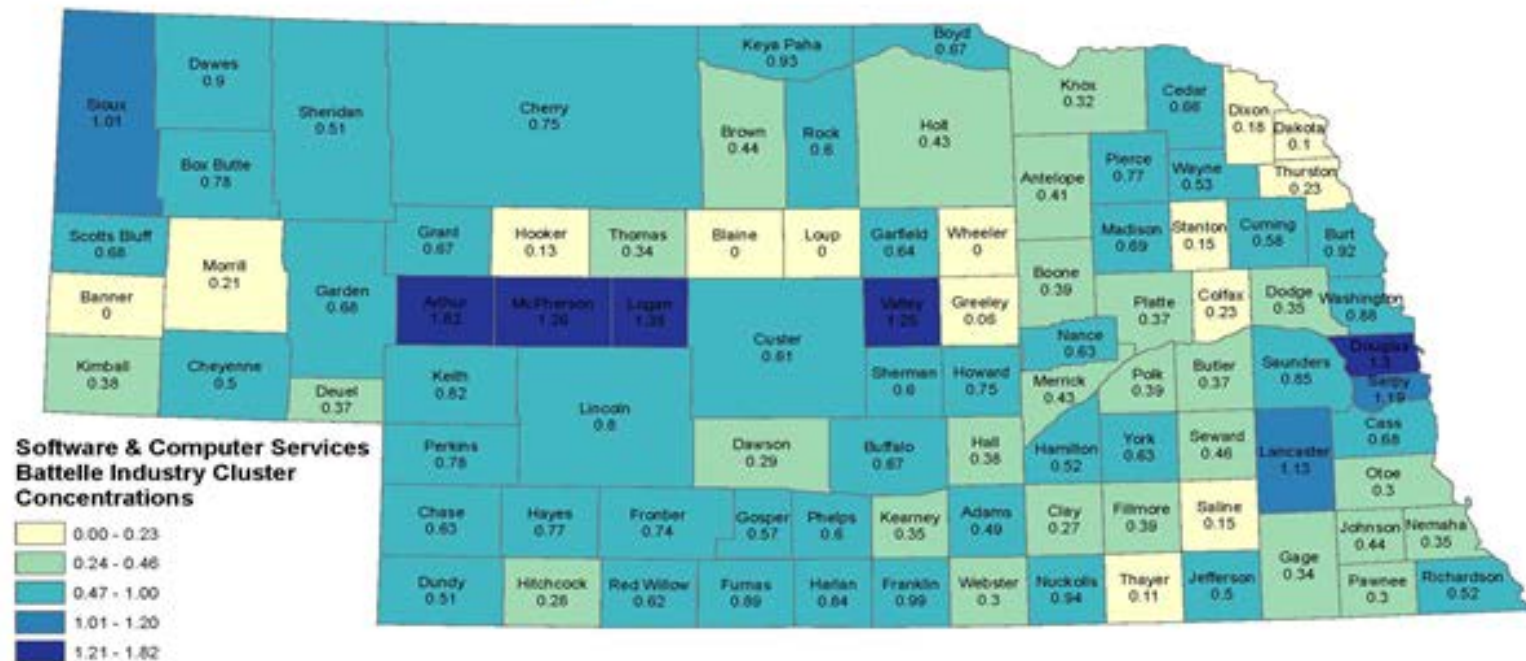 Keya Paha
0.93
Boyd
0.67
Dawes
0.9
Sioux
1.01
Sheridan
0.51
Cherry
0.75
Knox
0.32
Cedar
0.66
Dixon
0.18
Dakota
0.1
Brown
0.44
Rock
0.6
Holt
0.43
Box Butte
0.78
Antelope
0.41
Pierce
0.77
Wayne
0.53
Thurston
0.23
Scotts Bluff
0.68
Morrill
0.21
Garden
0.68
Grant
0.67
Hooker
0.13
Thomas
0.34
Blaine
0
Loup
0
Garfield
0.64
Wheeler
0
Madison
0.69
Stanton
0.15
Cuming
0.58
Burt
0.92
Banner
0
Arthur
1.82
McPherson
1.26
Logan
Valley
1.25
Greeley
0.06
Boone
0.39
Platte
0.37
Colfax
0.23
Dodge
0.35
Washington
0.88
Kimball
0.38
Cheyenne
0.5
Deuel
0.37
Keith
0.82
Lincoln
0.8
Custer
0.61
Sherman
0.6
Howard
0.75
Nance
0.63
Merrick
0.43
Polk
0.39
Butler
0.37
Saunders
0.85
Douglas
1.3
Sarpy
1.19
Perkins
0.78
Dawson
0.29
Buffalo
0.67
Hall
0.38
Hamilton
0.52
York
0.63
Seward
0.46
Lancaster
1.13
Cass
0.68
Otoe
0.3
Chase
0.63
Hayes
0.77
Frontier
0.74
Gosper
0.57
Phelps
0.6
Kearney
0.35
Adams
0.49
Clay
0.27
Fillmore
0.39
Saline
0.15
Gage
0.34
Johnson
0.44
Nemaha
0.35
Dundy
0.51
Hitchcock
0.28
Red Willow
0.62
Furnas
0.89
Harlan
0.84
Franklin
0.99
Webster
0.3
Nuckolls
0.94
Thayer
0.11
Jefferson
0.5
Pawnee
0.3
Richardson
0.52
Software & Computer Services
Battelle Industry Cluster
Concentrations
0.00 - 0.23
0.24 - 0.46
0.47 - 1.00
1.01 - 1.20
1.21 - 1.82